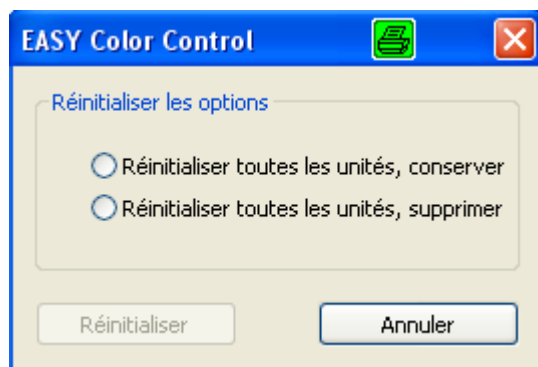 EASY Color Control
Réinitialiser les options
Réinitialiser toutes les unités, conserver
Réinitialiser toutes les unités, supprimer
Réinitialiser
Annuler